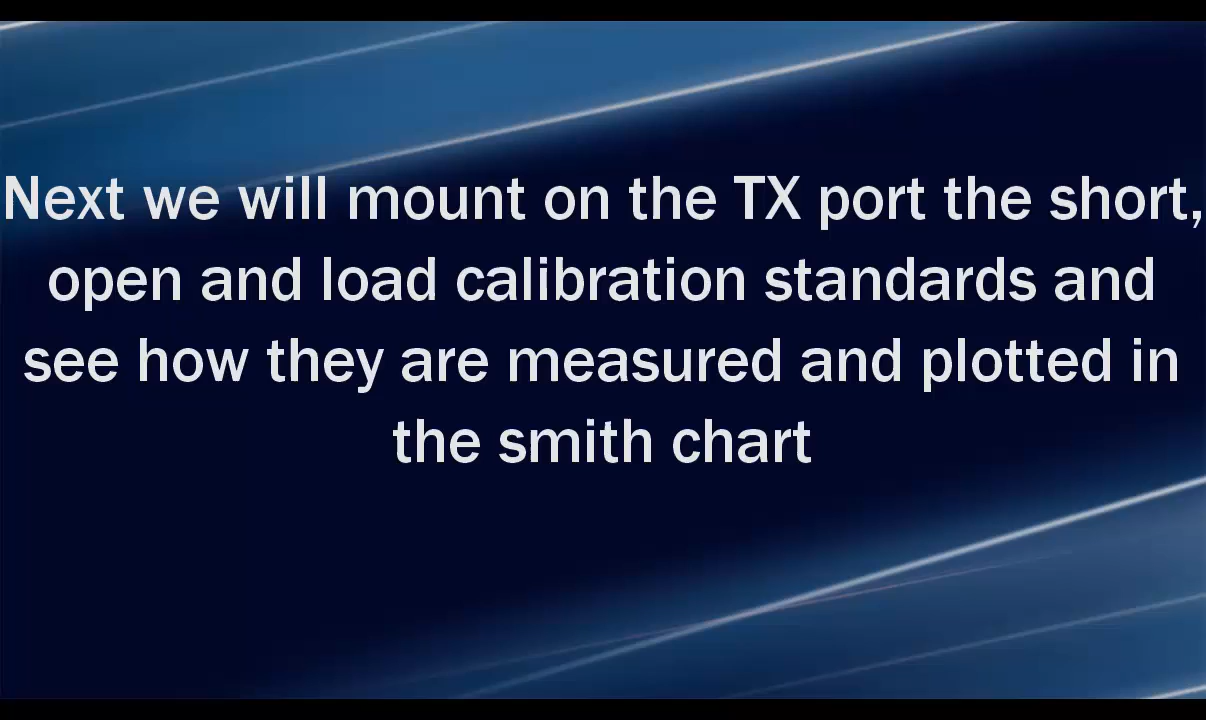 Next we will mount on the TX port the short,
open and load calibration standards and
see how they are measured and plotted in
the smith chart